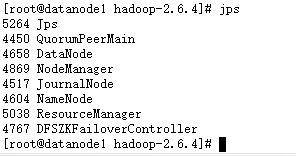 [root@datanode1 hadoop-2.6.4]# jps
5264 Jps
4450 QuorumPeerMain
4658 DataNode
4869 NodeManager
4517 JournalNode
4604 NameNode
5038 ResourceManager
4767 DFSZKFailoverController
[root@datanode1 hadoop-2.6.4]#